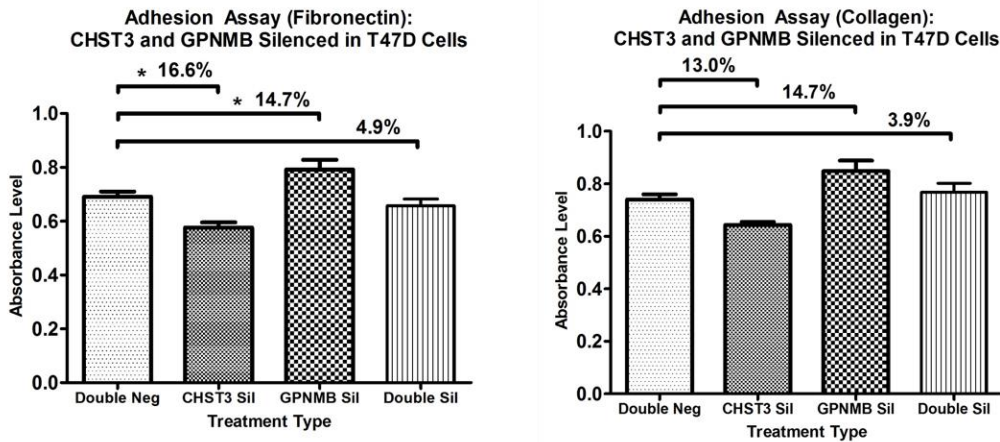 Adhesion Assay (Fibronectin):
CHST3 and GPNMB Silenced in T47D Cells
* 16.6%
* 14.7%
4.9%
1.0
0.8
0.6
0.4
0.2
0.0
Absorbance Level
Double Neg CHST3 Sil GPNMB Sil Double Sil
Treatment Type
Adhesion Assay (Collagen):
CHST3 and GPNMB Silenced in T47D Cells
13.0%
14.7%
3.9%
1.0
0.8
0.6
0.4
0.2
0.0
Absorbance Level
Double Neg CHST3 Sil GPNMB Sil Double Sil
Treatment Type